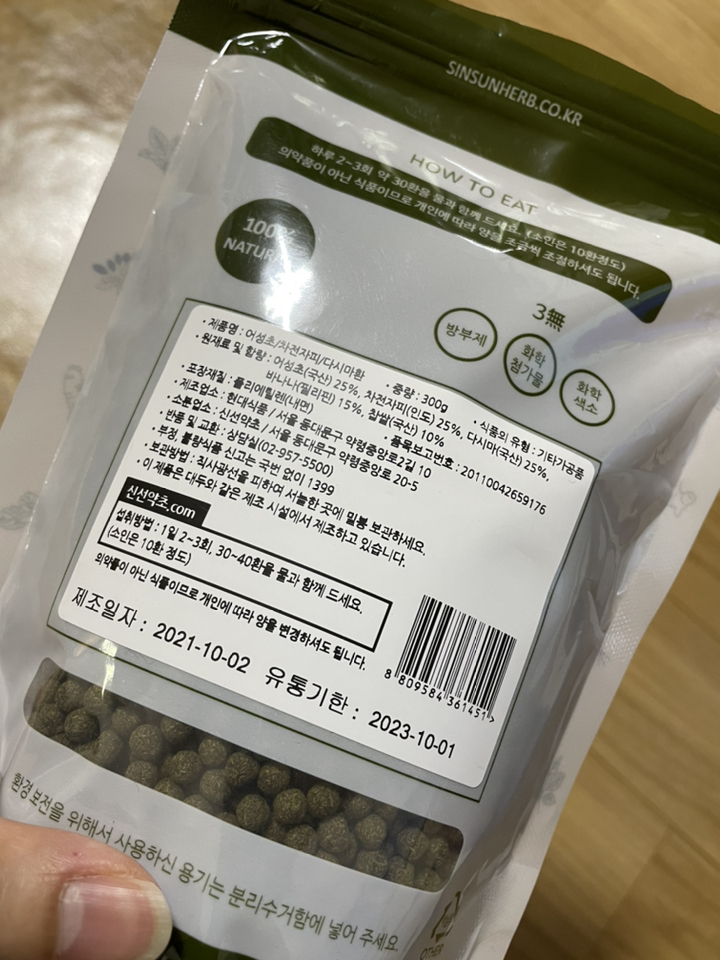 SINSUNHERB.CO.KR
HOW TO EAT
하루 2~3회 약 30환을 물과 함께 드세요. (소인은 10환정도)
의약품이 아닌 식품이므로 개인에 따라 양을 조금씩 조절하셔도 됩니다.
100%
NATURAL
3無
방부제
화학
첨가물
화학
색소
· 제품명 : 어성초/차전자피/다시마환 · 중량 : 300g · 식품의 유형 : 기타가공품
· 원재료 및 함량 : 어성초(국산) 25%, 차전자피(인도) 25%, 다시마(국산) 25%,
바나나(필리핀) 15%, 찹쌀(국산) 10%
· 포장재질 : 폴리에틸렌(내면) · 품목보고번호 : 20110042659176
· 제조업소 : 현대식품 / 서울 동대문구 약령중앙로2길 10
· 소분업소 : 신선약초 / 서울 동대문구 약령중앙로 20-5
· 반품 및 교환 : 상담실(02-957-5500)
· 부정, 불량식품 신고는 국번 없이 1399
· 보관방법 : 직사광선을 피하여 서늘한 곳에 밀봉 보관하세요.
· 이 제품은 대두와 같은 제조 시설에서 제조하고 있습니다.
신선약초.com
섭취방법 : 1일 2~3회, 30~40환을 물과 함께 드세요.
(소인은 10환 정도)
의약품이 아닌 식품이므로 개인에 따라 양을 변경하셔도 됩니다.
제조일자 : 2021-10-02 유통기한 : 2023-10-01
8 809584 361451 >
환경보전을 위해서 사용하신 용기는 분리수거함에 넣어 주세요.
OTHER